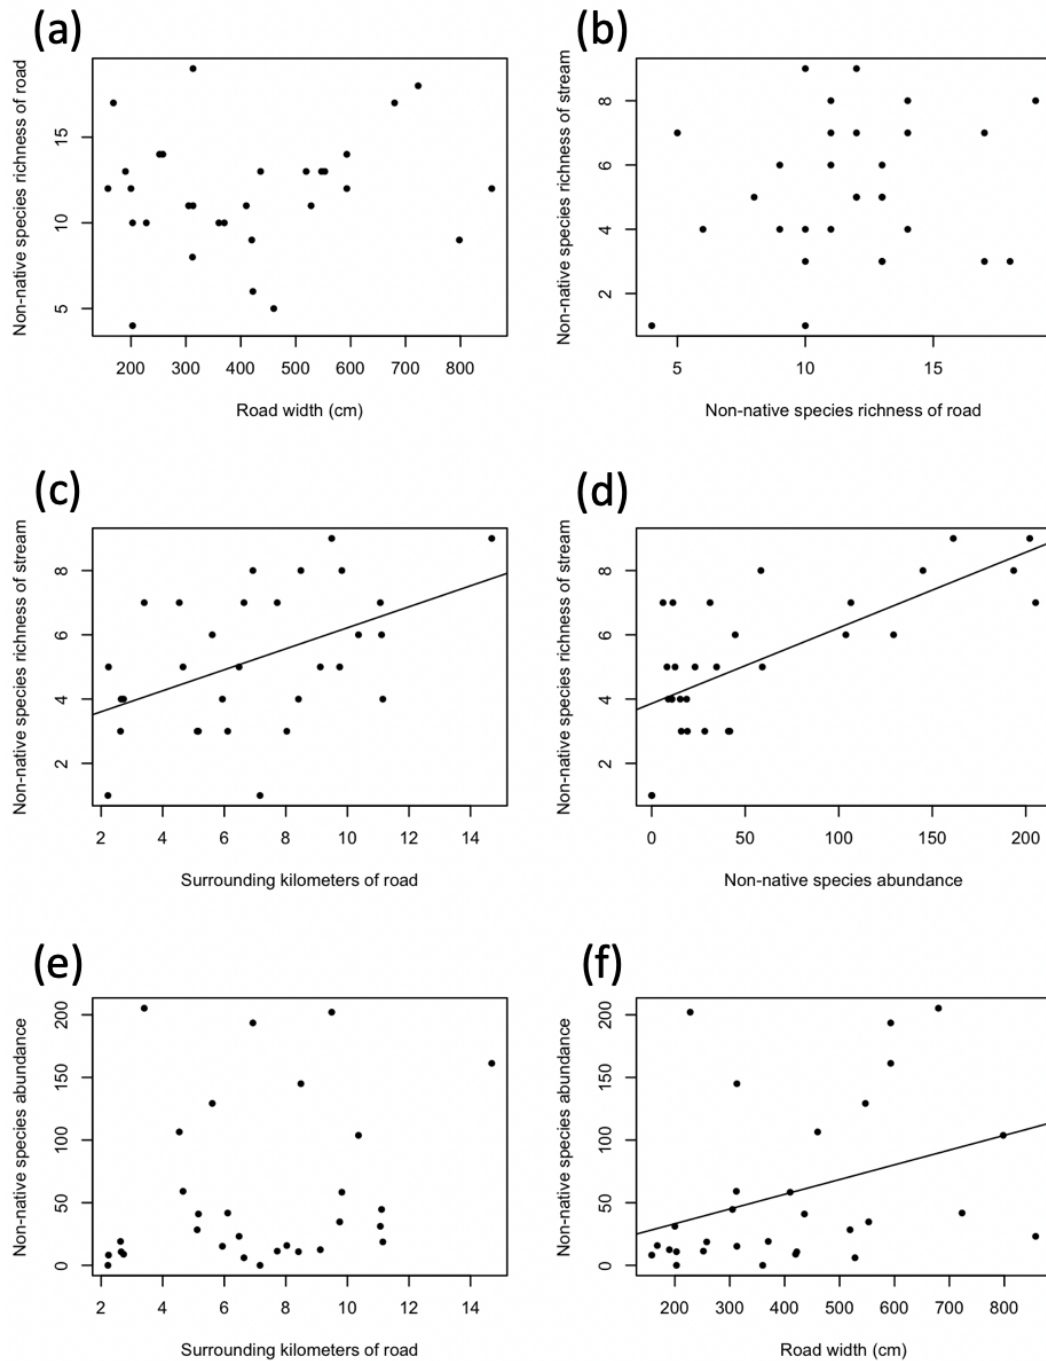 (a)
Non-native species richness of road
5 10 15
200 300 400 500 600 700 800
Road width (cm)
(b)
Non-native species richness of stream
2 4 6 8
5 10 15
Non-native species richness of road
(c)
Non-native species richness of stream
2 4 6 8
2 4 6 8 10 12 14
Surrounding kilometers of road
(d)
Non-native species richness of stream
2 4 6 8
0 50 100 150 200
Non-native species abundance
(e)
Non-native species abundance
0 50 100 150 200
2 4 6 8 10 12 14
Surrounding kilometers of road
(f)
Non-native species abundance
0 50 100 150 200
200 300 400 500 600 700 800
Road width (cm)